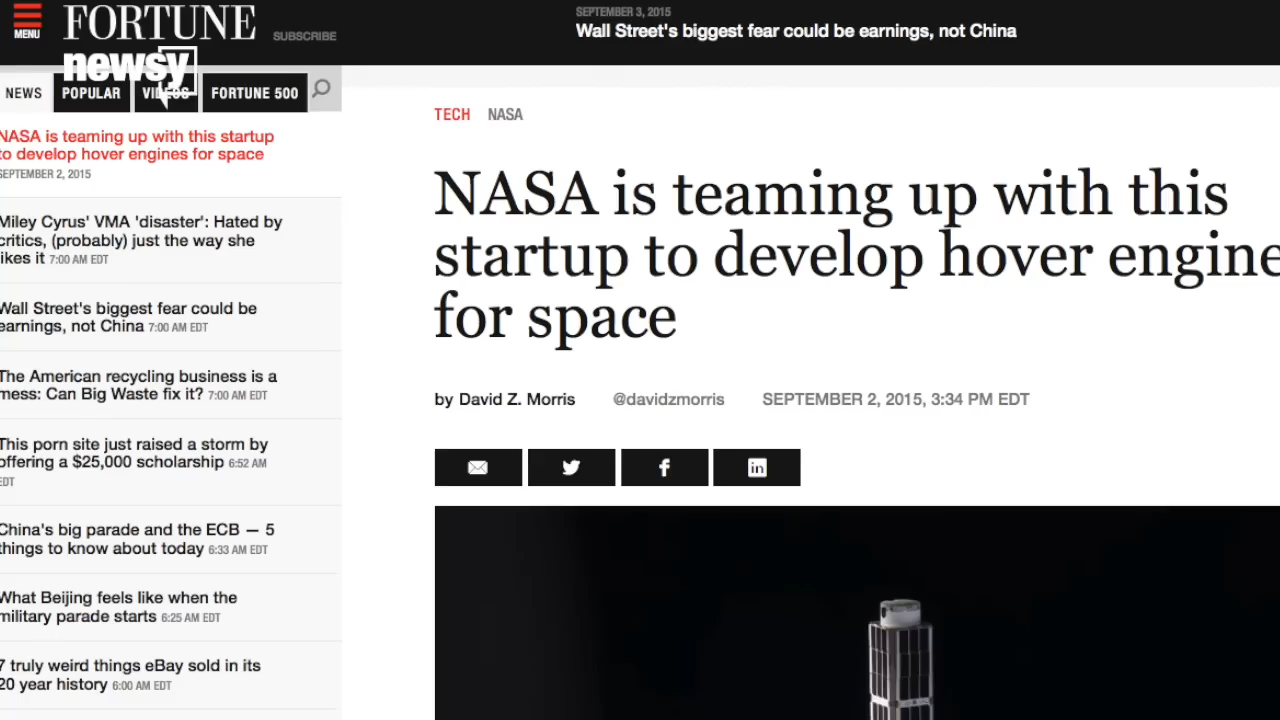 MENU
FORTUNE
SUBSCRIBE
SEPTEMBER 3, 2015
Wall Street's biggest fear could be earnings, not China
newsy
NEWS
POPULAR
VIDEOS
FORTUNE 500
NASA is teaming up with this startup
to develop hover engines for space
SEPTEMBER 2, 2015
Miley Cyrus' VMA 'disaster': Hated by
critics, (probably) just the way she
likes it 7:00 AM EDT
Wall Street's biggest fear could be
earnings, not China 7:00 AM EDT
The American recycling business is a
mess: Can Big Waste fix it? 7:00 AM EDT
This porn site just raised a storm by
offering a $25,000 scholarship 6:52 AM
EDT
China's big parade and the ECB — 5
things to know about today 6:33 AM EDT
What Beijing feels like when the
military parade starts 6:25 AM EDT
7 truly weird things eBay sold in its
20 year history 6:00 AM EDT
TECH NASA
NASA is teaming up with this
startup to develop hover engine
for space
by David Z. Morris @davidzmorris SEPTEMBER 2, 2015, 3:34 PM EDT